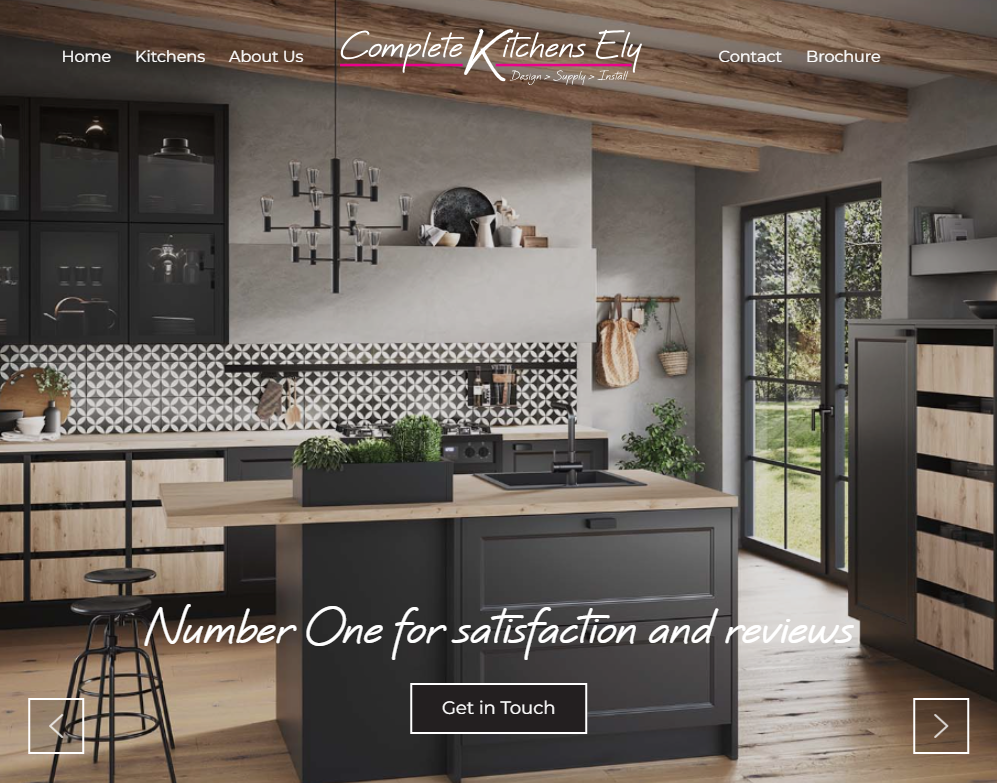 Home
Kitchens
About Us
Complete Kitchens Ely
Design > Supply > Install
Contact
Brochure
Number One for satisfaction and reviews
Get in Touch